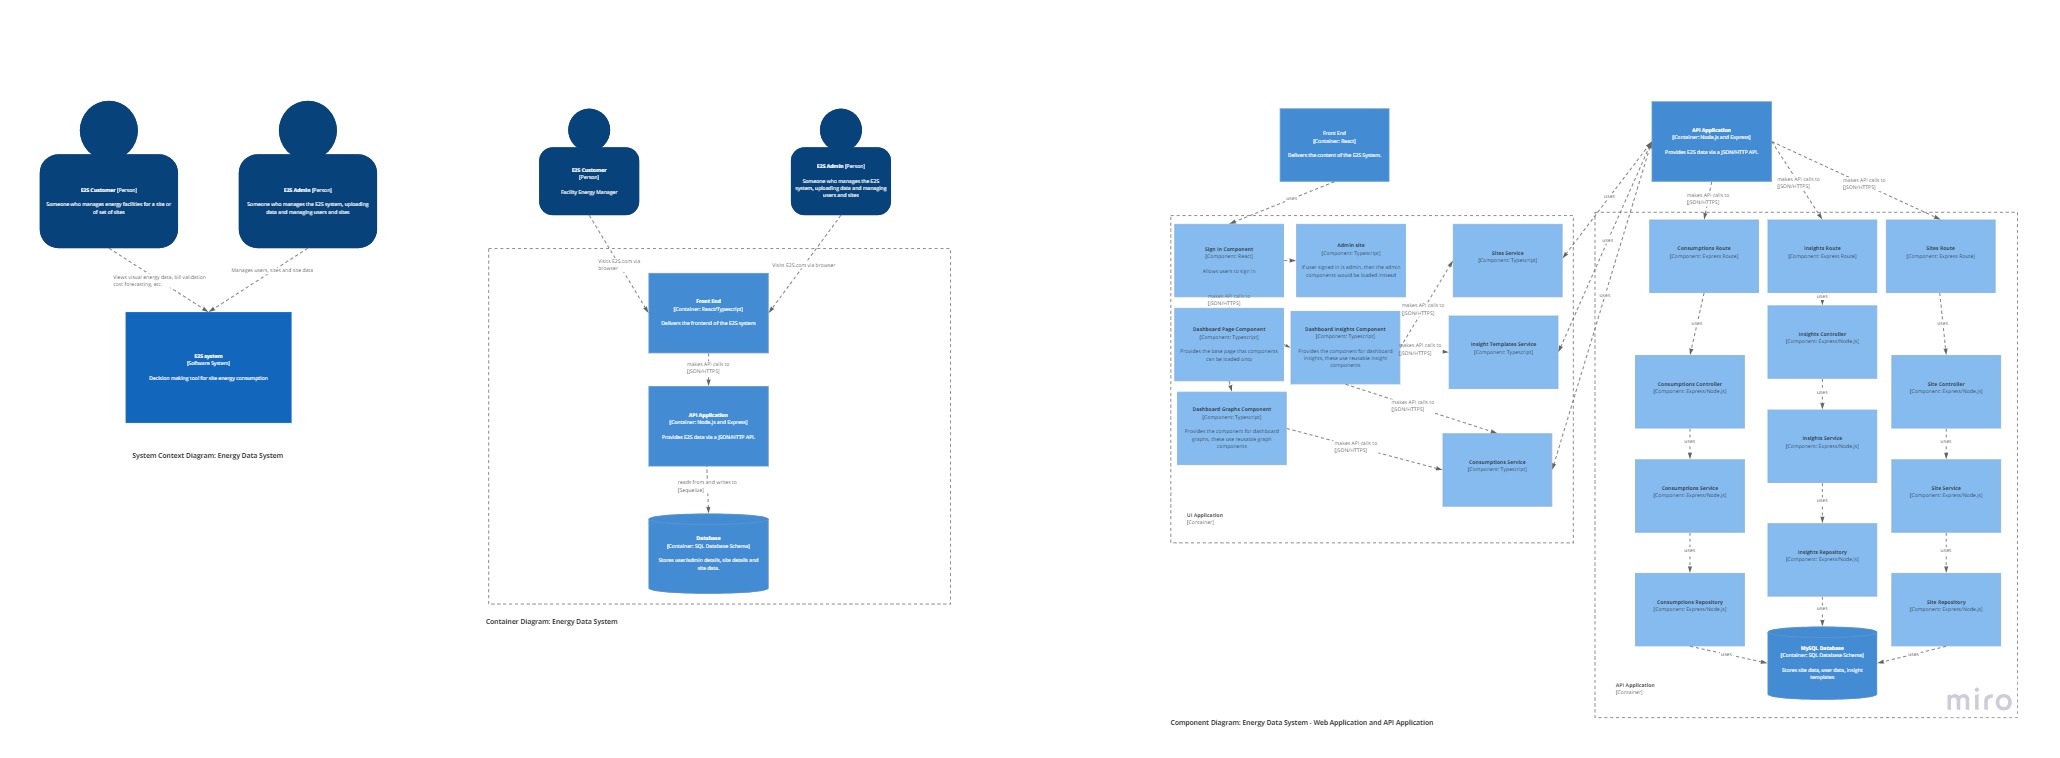 E2S Customer [Person]
Someone who manages energy facilities for a site or
of set of sites
E2S Admin [Person]
Someone who manages the E2S system, uploading
data and managing users and sites
Views visual energy data, bill validation
cost forecasting, etc.
Manages users, sites and site data
E2S system
[Software System]
Decision making tool for site energy consumption
System Context Diagram: Energy Data System
E2S Customer
[Person]
Facility Energy Manager
E2S Admin [Person]
Someone who manages the E2S
system, uploading data and managing
users and sites
Visits E2S.com via
browser
Visits E2S.com via browser
Front End
[Container: React/Typescript]
Delivers the frontend of the E2S system
makes API calls to
[JSON/HTTPS]
API Application
[Container: Node.js and Express]
Provides E2S data via a JSON/HTTP API.
reads from and writes to
[Sequelize]
Database
[Container: SQL Database Schema]
Stores user/admin details, site details and
site data.
Container Diagram: Energy Data System
Front End
[Container: React]
Delivers the content of the E2S System.
uses
Sign in Component
[Component: React]
Allows users to sign in
Admin site
[Component: Typescript]
If user signed in is admin, then the admin
components would be loaded instead
Sites Service
[Component: Typescript]
makes API calls to
[JSON/HTTPS]
makes API calls to
[JSON/HTTPS]
Dashboard Page Component
[Component: Typescript]
Provides the base page that components
can be loaded onto
Dashboard Insights Component
[Component: Typescript]
Provides the component for dashboard
insights, these use reusable insight
components
makes API calls to
[JSON/HTTPS]
Insight Templates Service
[Component: Typescript]
Dashboard Graphs Component
[Component: Typescript]
Provides the component for dashboard
graphs, these use reusable graph
components
makes API calls to
[JSON/HTTPS]
makes API calls to
[JSON/HTTPS]
Consumptions Service
[Component: Typescript]
UI Application
[Container]
Component Diagram: Energy Data System - Web Application and API Application
uses
uses
uses
API Application
[Container: Node.js and Express]
Provides E2S data via a JSON/HTTP API.
makes API calls to
[JSON/HTTPS]
makes API calls to
[JSON/HTTPS]
makes API calls to
[JSON/HTTPS]
Consumptions Route
[Component: Express Route]
Insights Route
[Component: Express Route]
Sites Route
[Component: Express Route]
uses
uses
uses
Insights Controller
[Component: Express/Node.js]
Consumptions Controller
[Component: Express/Node.js]
Site Controller
[Component: Express/Node.js]
uses
uses
uses
Insights Service
[Component: Express/Node.js]
Consumptions Service
[Component: Express/Node.js]
Site Service
[Component: Express/Node.js]
uses
uses
uses
Insights Repository
[Component: Express/Node.js]
Consumptions Repository
[Component: Express/Node.js]
Site Repository
[Component: Express/Node.js]
uses
uses
uses
MySQL Database
[Container: SQL Database Schema]
Stores site data, user data, insight
templates
API Application
[Container]
miro